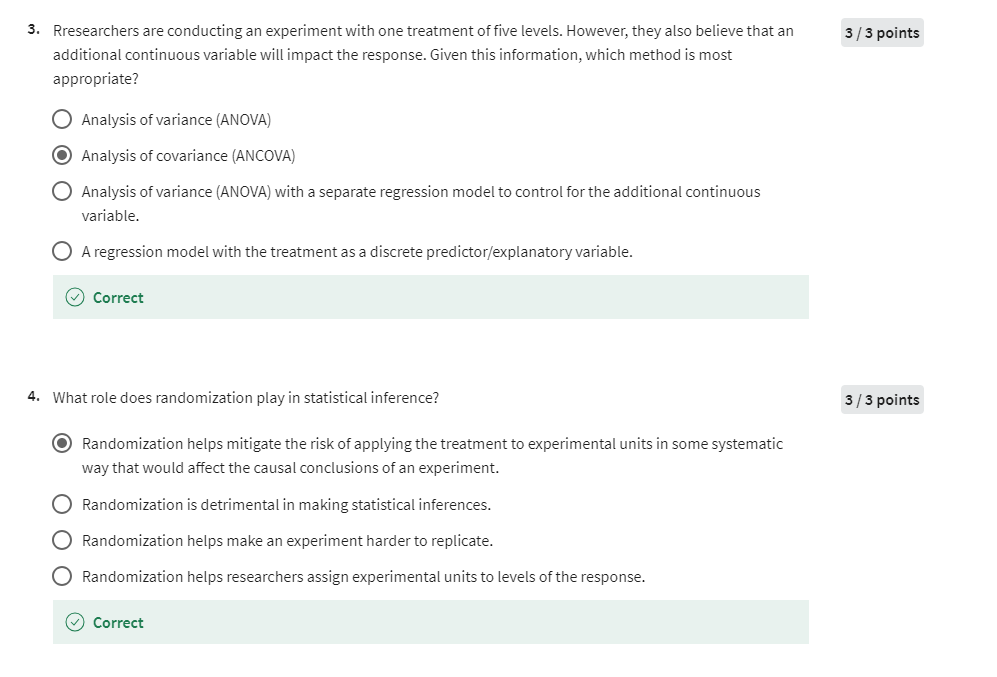 3. Rresearchers are conducting an experiment with one treatment of five levels. However, they also believe that an
3 / 3 points
additional continuous variable will impact the response. Given this information, which method is most
appropriate?
Analysis of variance (ANOVA)
Analysis of covariance (ANCOVA)
Analysis of variance (ANOVA) with a separate regression model to control for the additional continuous
variable.
A regression model with the treatment as a discrete predictor/explanatory variable.
Correct
4. What role does randomization play in statistical inference?
3 / 3 points
Randomization helps mitigate the risk of applying the treatment to experimental units in some systematic
way that would affect the causal conclusions of an experiment.
Randomization is detrimental in making statistical inferences.
Randomization helps make an experiment harder to replicate.
Randomization helps researchers assign experimental units to levels of the response.
Correct